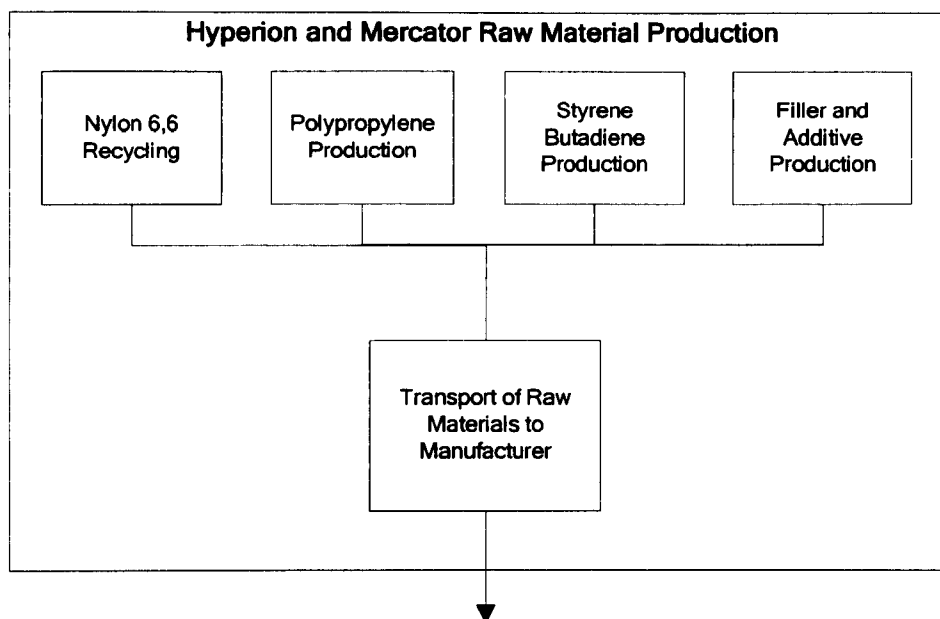 Hyperion and Mercator Raw Material Production
Nylon 6,6
Recycling
Polypropylene
Production
Styrene
Butadiene
Production
Filler and
Additive
Production
Transport of Raw
Materials to
Manufacturer